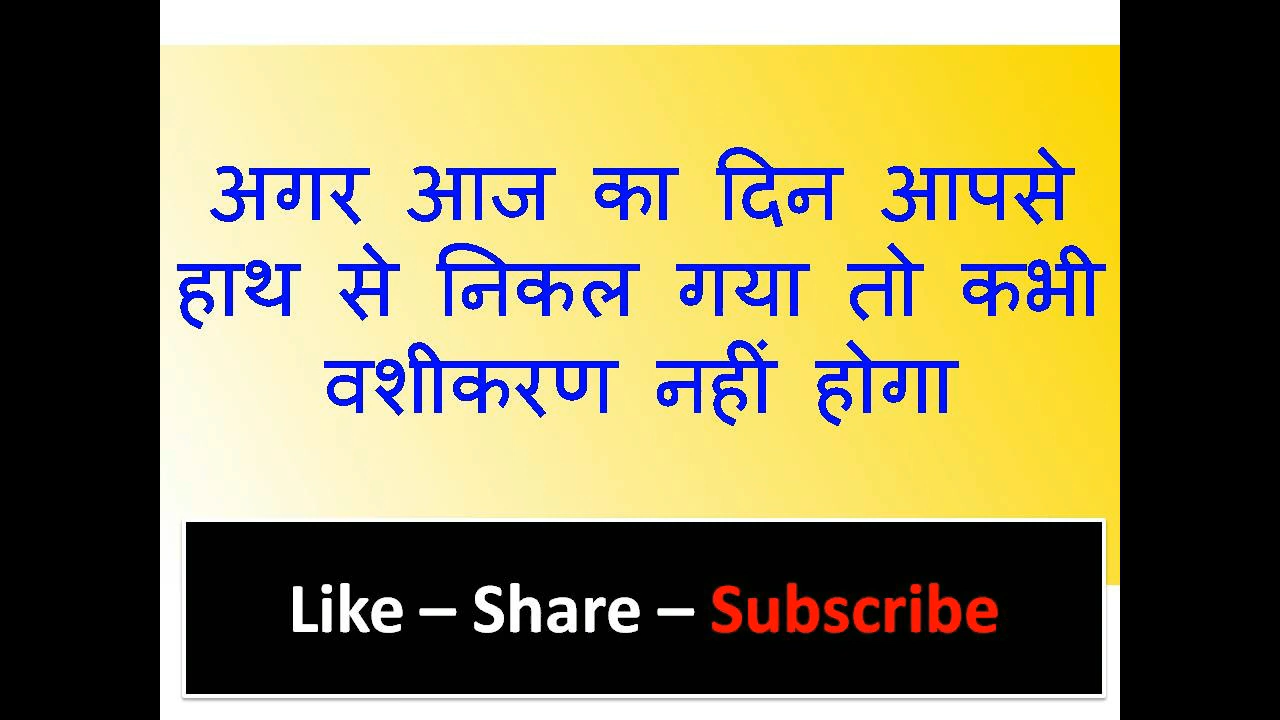 अगर आज का दिन आपसे
हाथ से निकल गया तो कभी
वशीकरण नहीं होगा
Like – Share – Subscribe